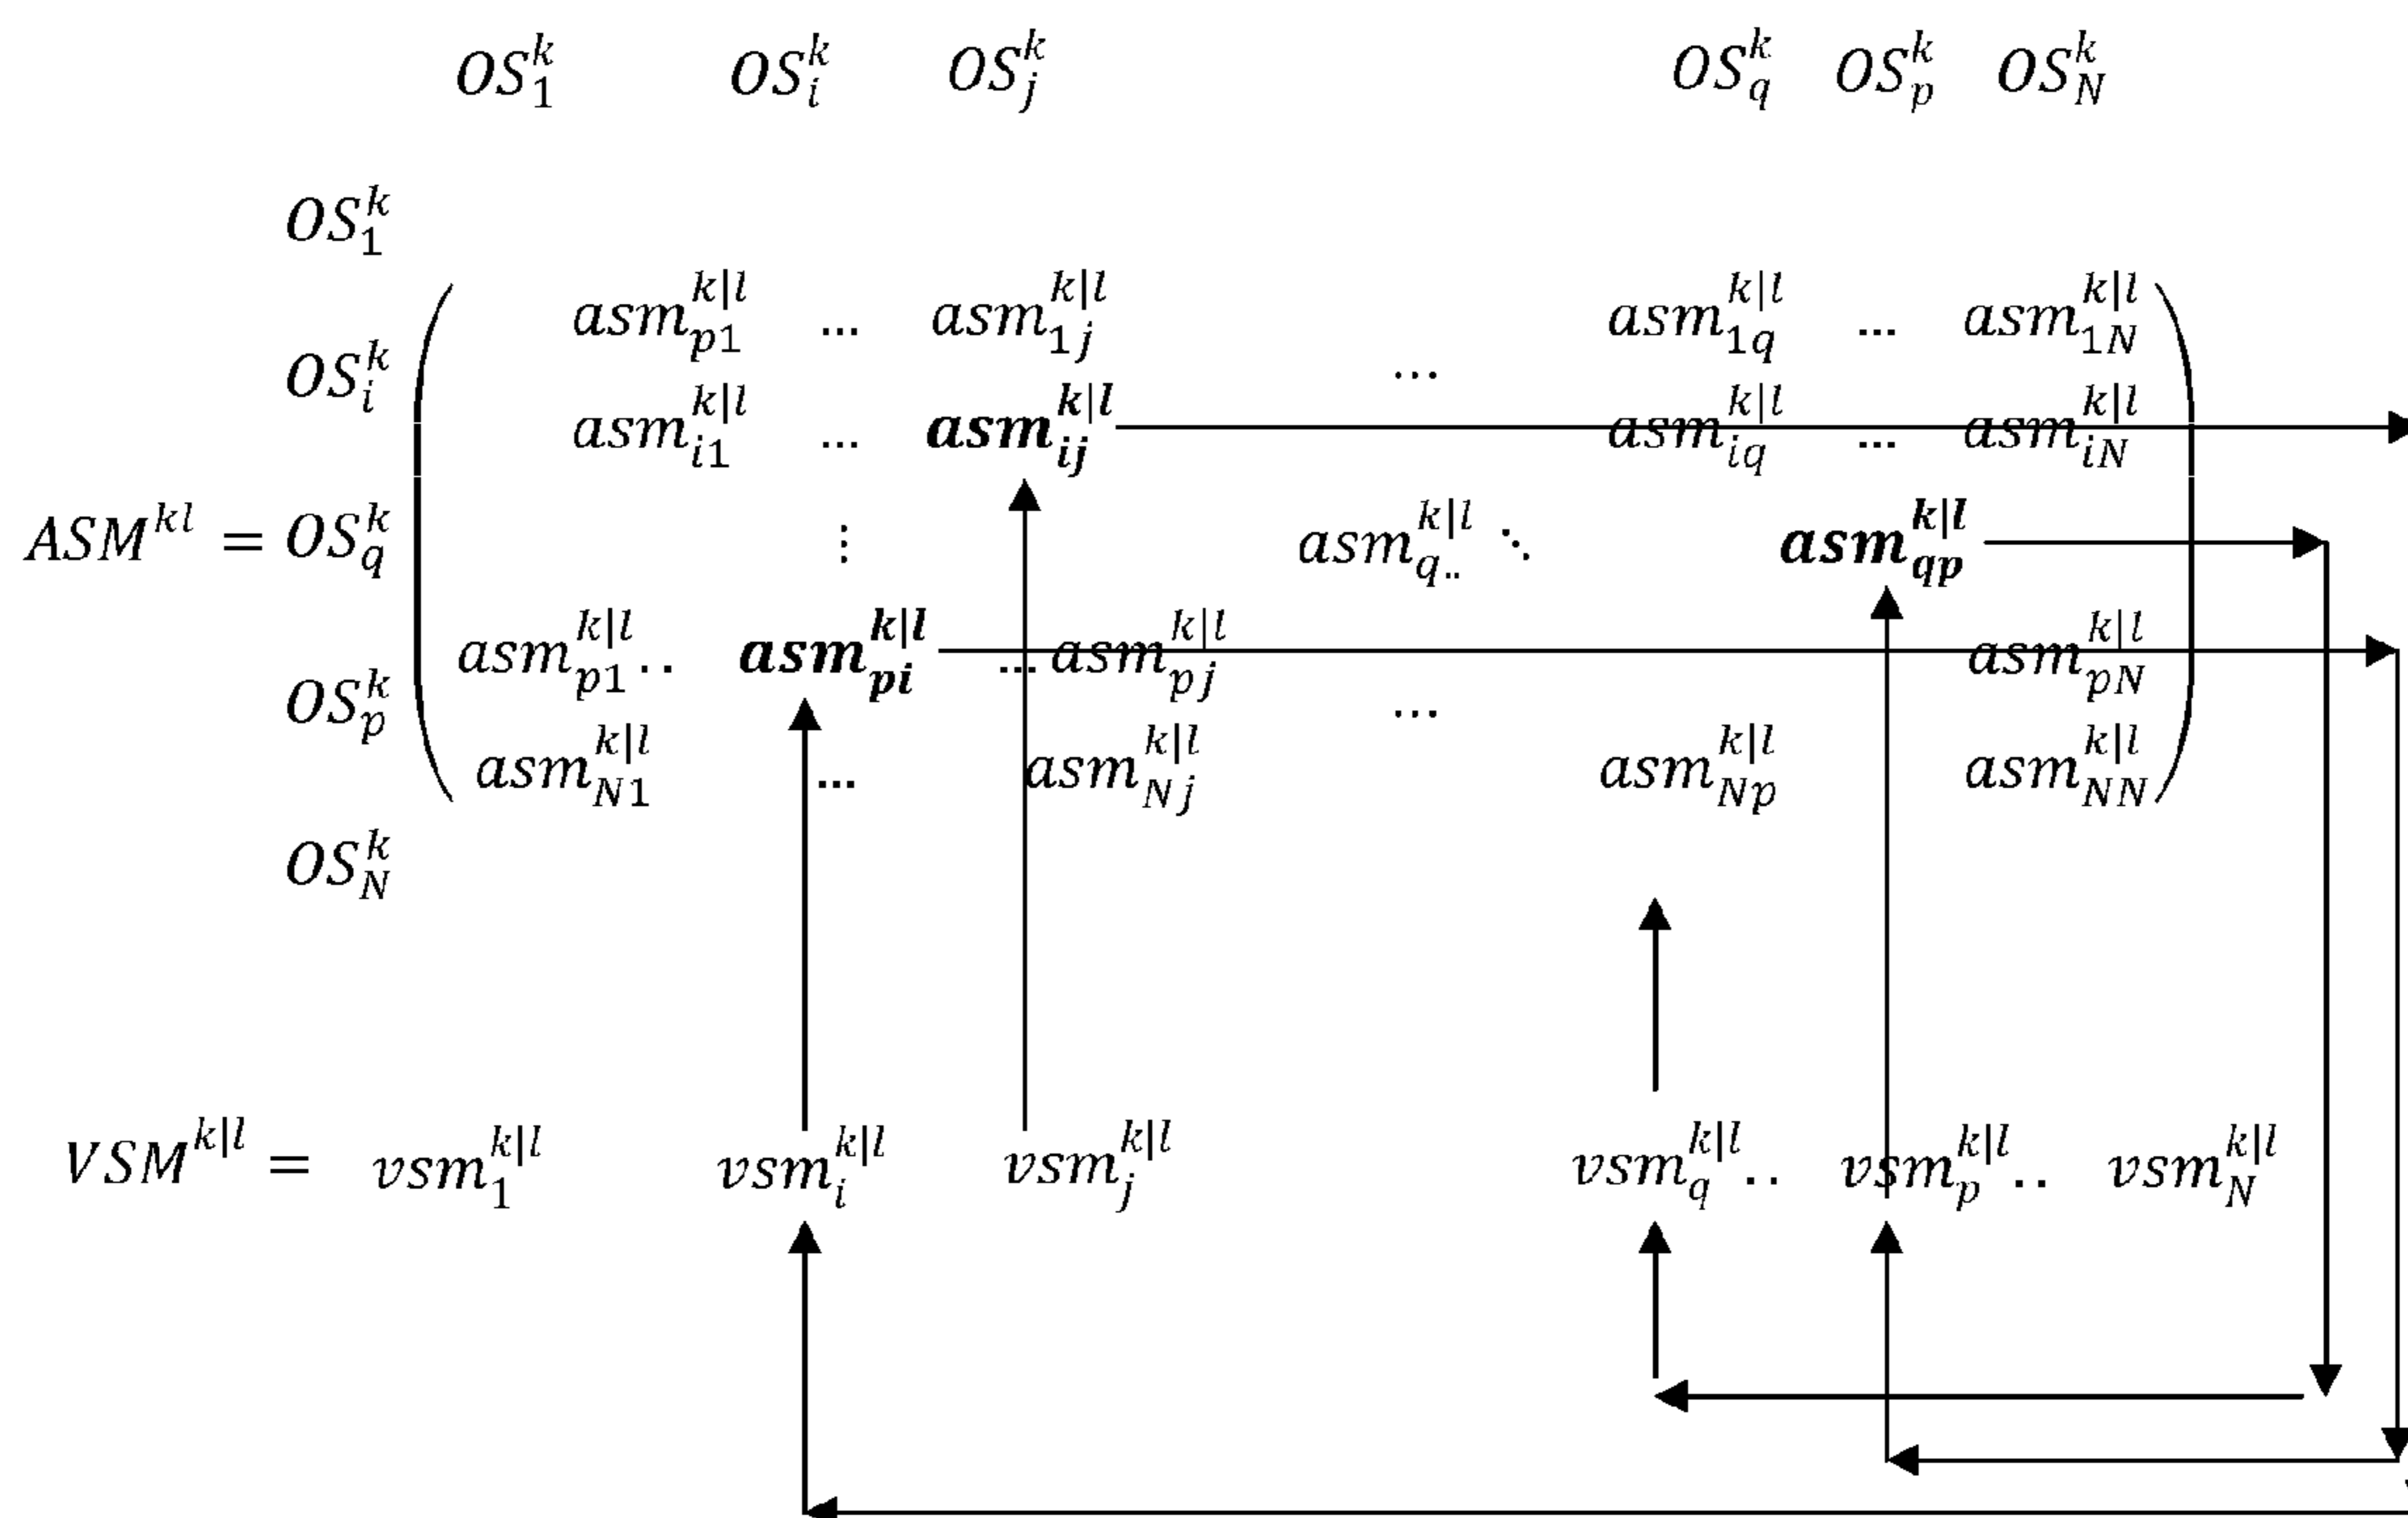 OS_1^k OS_i^k OS_j^k OS_q^k OS_p^k OS_N^k
OS_1^k
asm_{p1}^{k|l} ... asm_{1j}^{k|l} asm_{1q}^{k|l} ... asm_{1N}^{k|l}
OS_i^k ...
asm_{i1}^{k|l} ... asm_{ij}^{k|l} asm_{iq}^{k|l} ... asm_{iN}^{k|l}
ASM^{kl} = OS_q^k ⋮ asm_{q..}^{k|l} ⋱ asm_{qp}^{k|l}
asm_{p1}^{k|l} .. asm_{pi}^{k|l} ... asm_{pj}^{k|l} asm_{pN}^{k|l}
OS_p^k ...
asm_{N1}^{k|l} ... asm_{Nj}^{k|l} asm_{Np}^{k|l} asm_{NN}^{k|l}
OS_N^k
VSM^{k|l} = vsm_1^{k|l} vsm_i^{k|l} vsm_j^{k|l} vsm_q^{k|l} .. vsm_p^{k|l} .. vsm_N^{k|l}